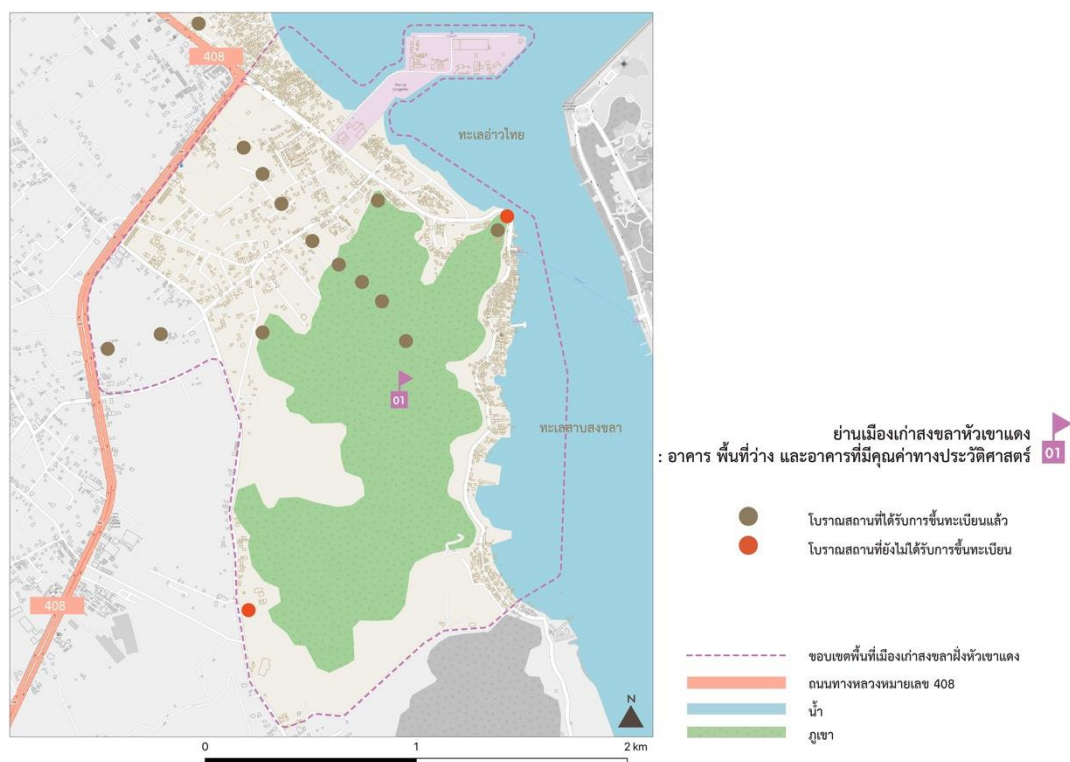 408
Port of Songkhla
ทะเลอ่าวไทย
01
ทะเลสาบสงขลา
408
N
0 1 2 km
ย่านเมืองเก่าสงขลาหัวเขาแดง
: อาคาร พื้นที่ว่าง และอาคารที่มีคุณค่าทางประวัติศาสตร์
01
โบราณสถานที่ได้รับการขึ้นทะเบียนแล้ว
โบราณสถานที่ยังไม่ได้รับการขึ้นทะเบียน
ขอบเขตพื้นที่เมืองเก่าสงขลาฝั่งหัวเขาแดง
ถนนทางหลวงหมายเลข 408
น้ำ
ภูเขา